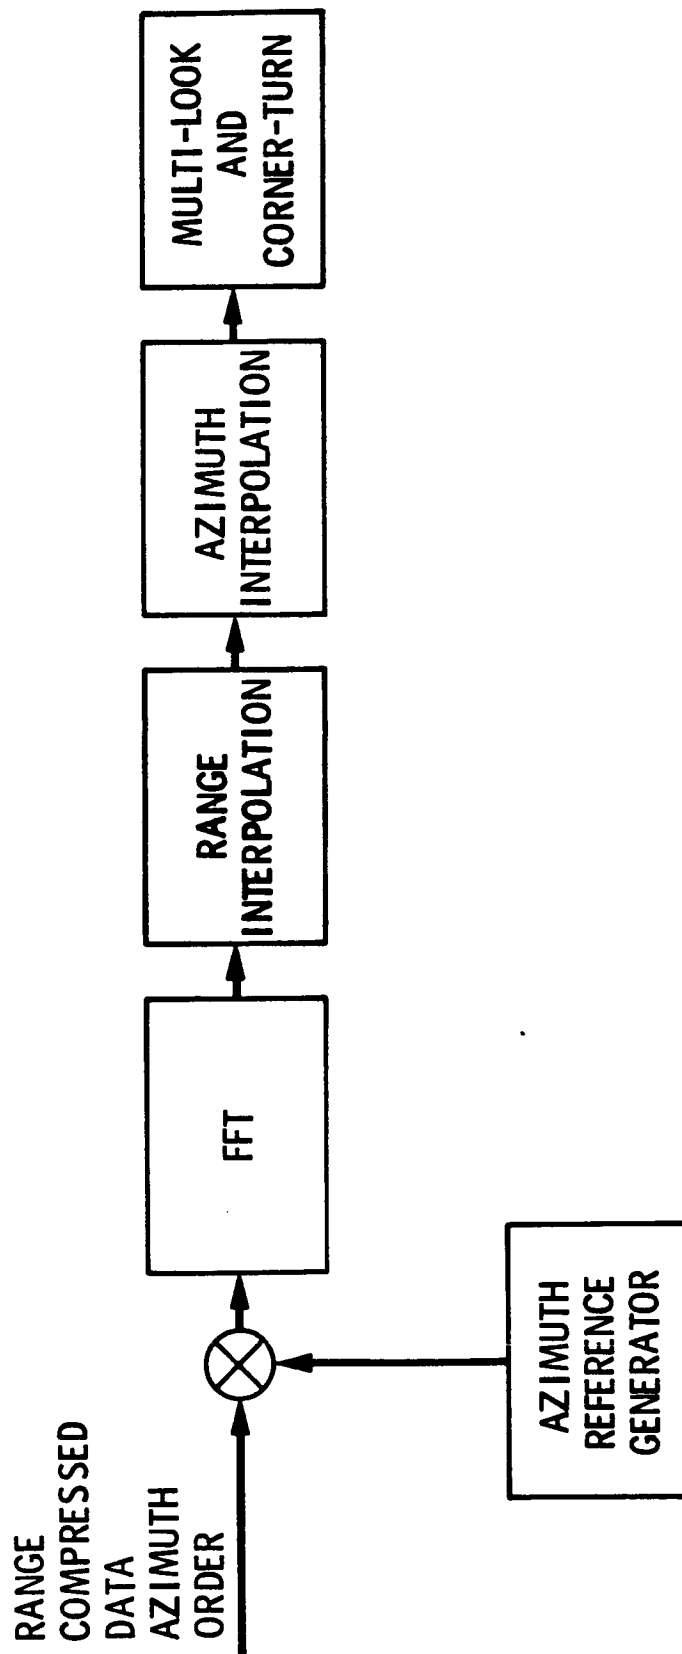 RANGE
COMPRESSED
DATA
AZIMUTH
ORDER
AZIMUTH
REFERENCE
GENERATOR
FFT
RANGE
INTERPOLATION
AZIMUTH
INTERPOLATION
MULTI-LOOK
AND
CORNER-TURN